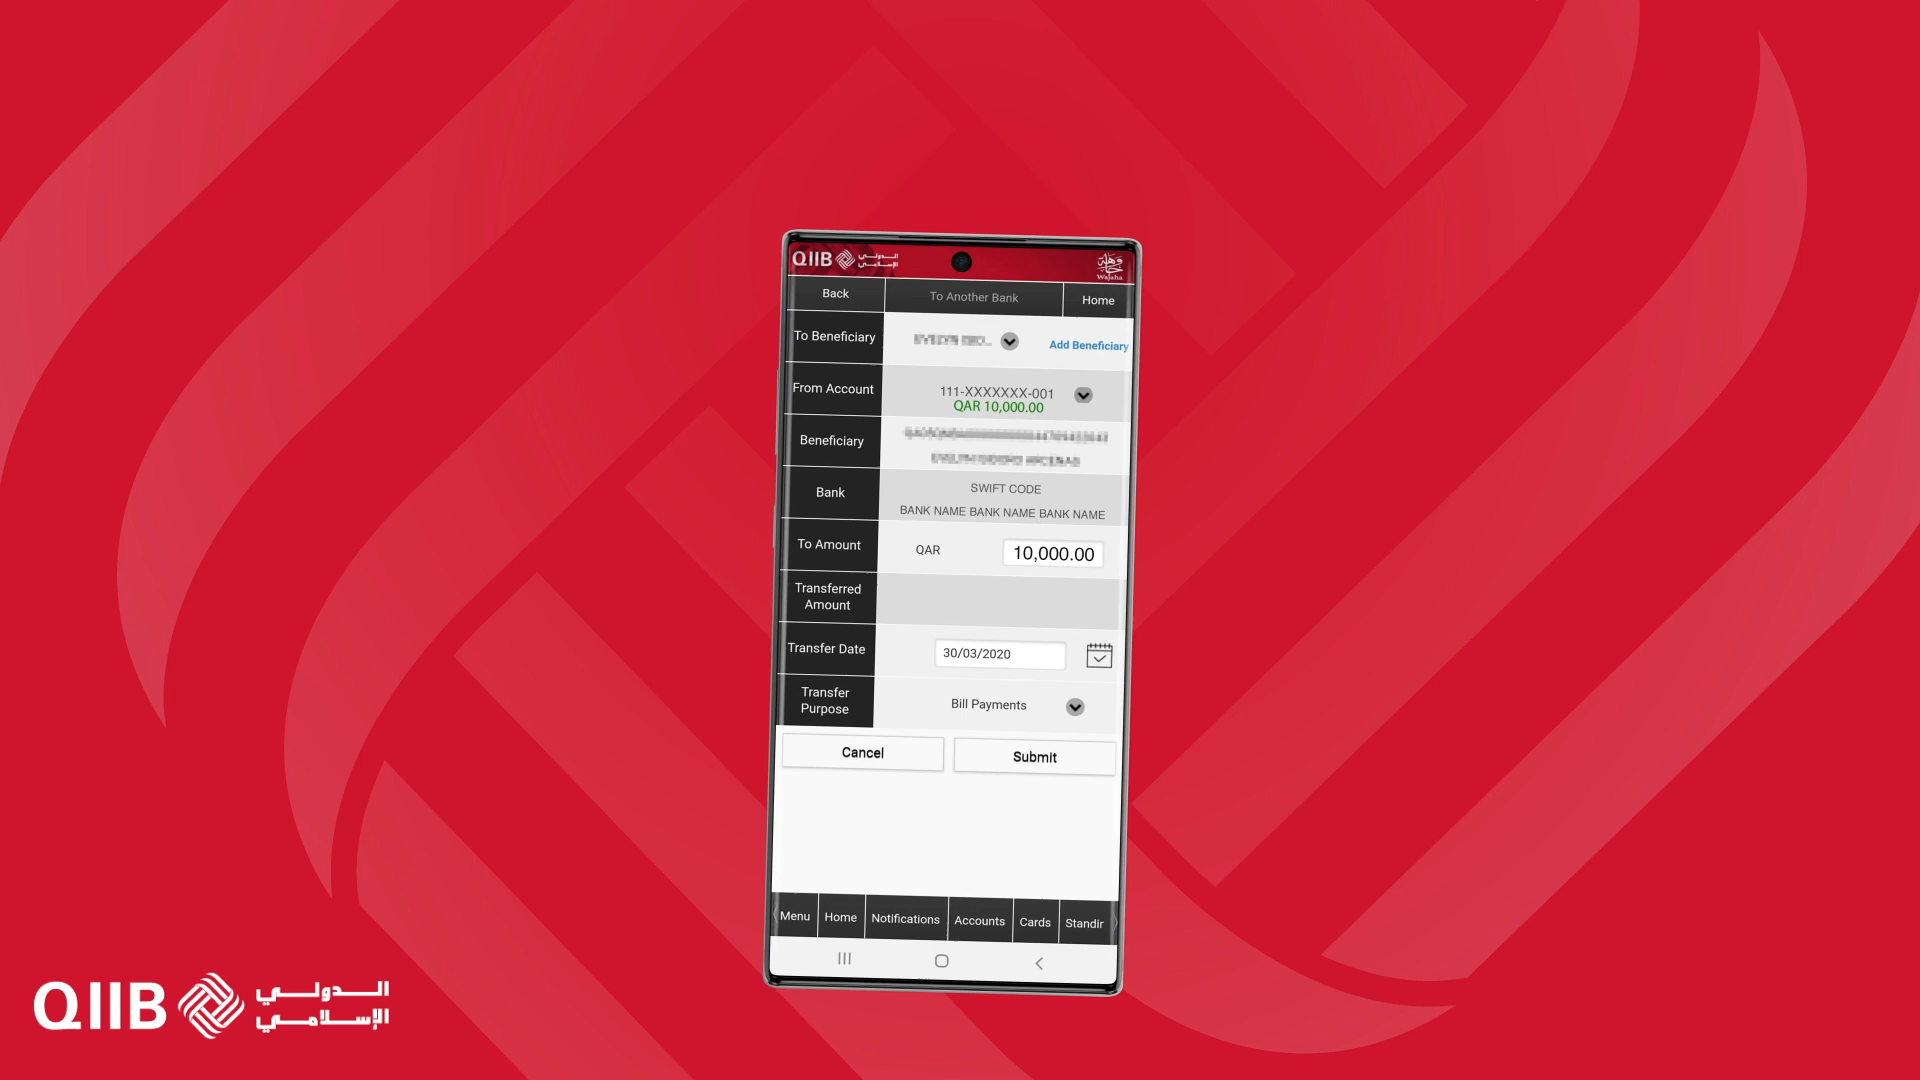 QIIB الدولي
الإسلامي
وجاهة
Wajaha
Back
To Another Bank
Home
To Beneficiary
Add Beneficiary
From Account
111-XXXXXXX-001
QAR 10,000.00
Beneficiary
Bank
SWIFT CODE
BANK NAME BANK NAME BANK NAME
To Amount
QAR
10,000.00
Transferred
Amount
Transfer Date
30/03/2020
Transfer
Purpose
Bill Payments
Cancel
Submit
Menu
Home
Notifications
Accounts
Cards
Standir
QIIB الدولي
الإسلامي